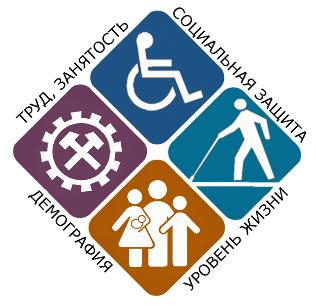 ТРУД, ЗАНЯТОСТЬ
СОЦИАЛЬНАЯ ЗАЩИТА
ДЕМОГРАФИЯ
УРОВЕНЬ ЖИЗНИ